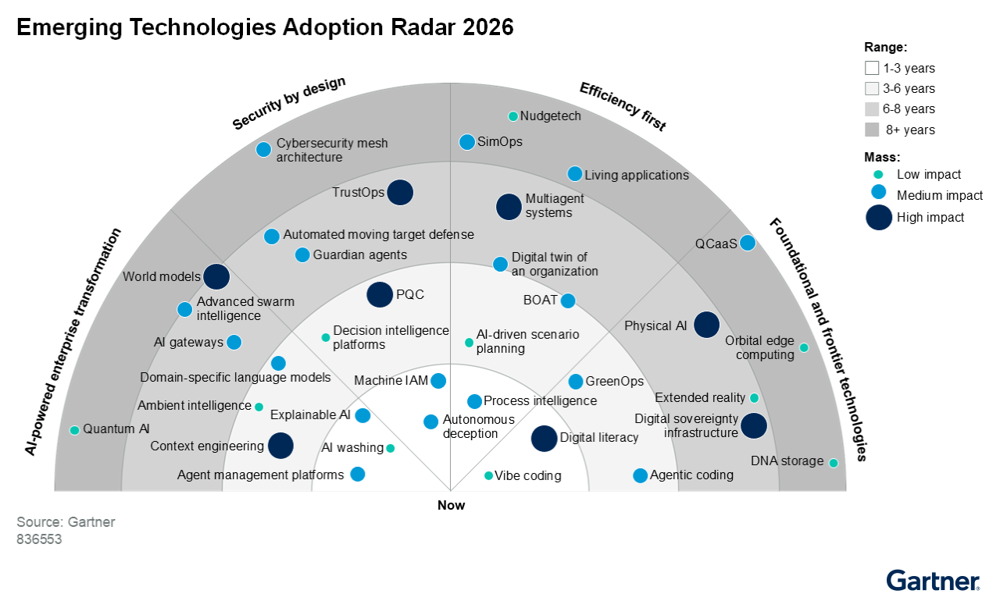 Emerging Technologies Adoption Radar 2026
Range:
1-3 years
3-6 years
6-8 years
8+ years
Mass:
Low impact
Medium impact
High impact
AI-powered enterprise transformation
Security by design
Efficiency first
Foundational and frontier technologies
Nudgetech
SimOps
Cybersecurity mesh
architecture
Living applications
TrustOps
Multiagent
systems
Automated moving target defense
Guardian agents
QCaaS
Digital twin of
an organization
World models
PQC
BOAT
Advanced swarm
intelligence
Physical AI
Decision intelligence
platforms
AI-driven scenario
planning
AI gateways
Orbital edge
computing
Domain-specific language models
Machine IAM
GreenOps
Ambient intelligence
Process intelligence
Extended reality
Explainable AI
Autonomous
deception
Digital sovereignty
infrastructure
Quantum AI
Context engineering
AI washing
Digital literacy
DNA storage
Agent management platforms
Vibe coding
Agentic coding
Now
Source: Gartner
836553
Gartner®